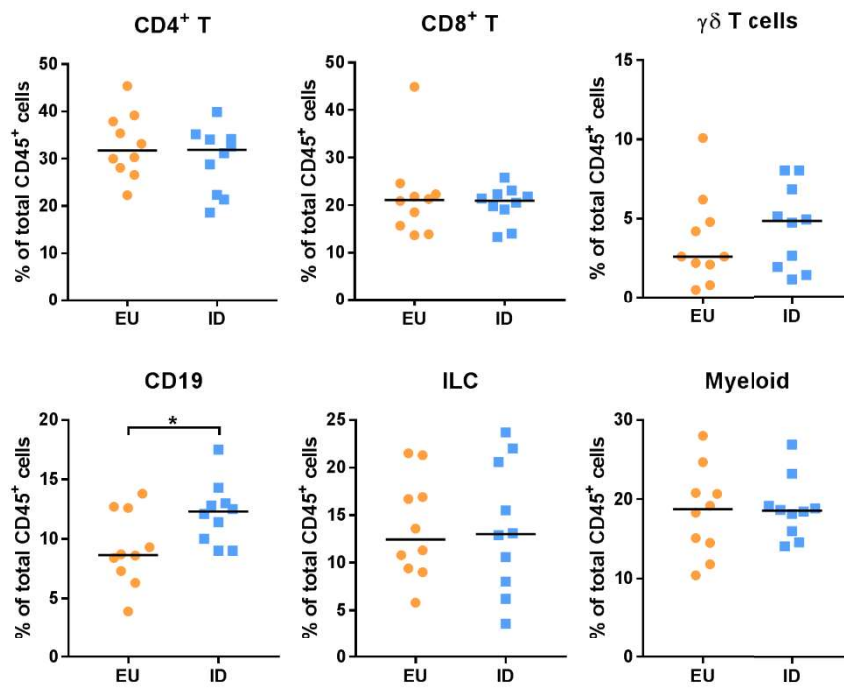 CD4⁺ T
% of total CD45⁺ cells
50
40
30
20
10
0
EU ID
CD8⁺ T
% of total CD45⁺ cells
50
40
30
20
10
0
EU ID
γδ T cells
% of total CD45⁺ cells
15
10
5
0
EU ID
CD19
% of total CD45⁺ cells
20
15
10
5
0
*
EU ID
ILC
% of total CD45⁺ cells
25
20
15
10
5
0
EU ID
Myeloid
% of total CD45⁺ cells
30
20
10
0
EU ID